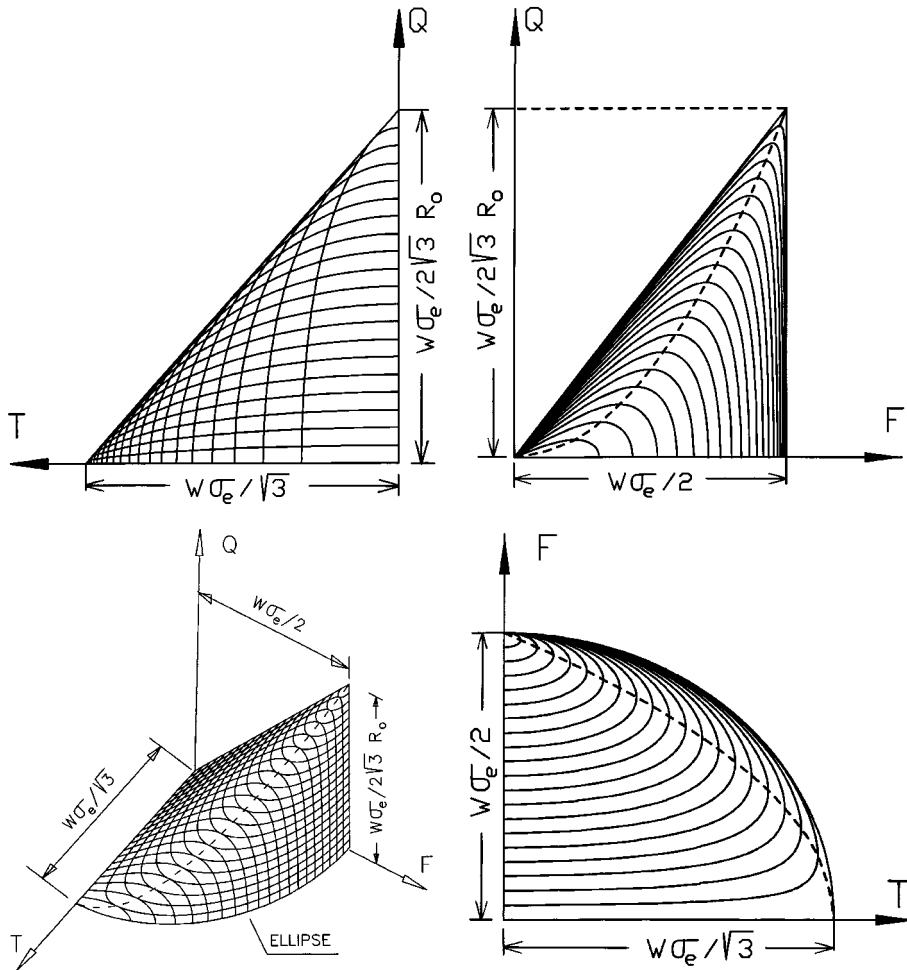 Q
T
Wσe/2√3 Ro
Wσe/√3
Q
Wσe/2√3 Ro
F
Wσe/2
Q
Wσe/2
Wσe/√3
Wσe/2√3 Ro
F
T
ELLIPSE
F
Wσe/2
T
Wσe/√3